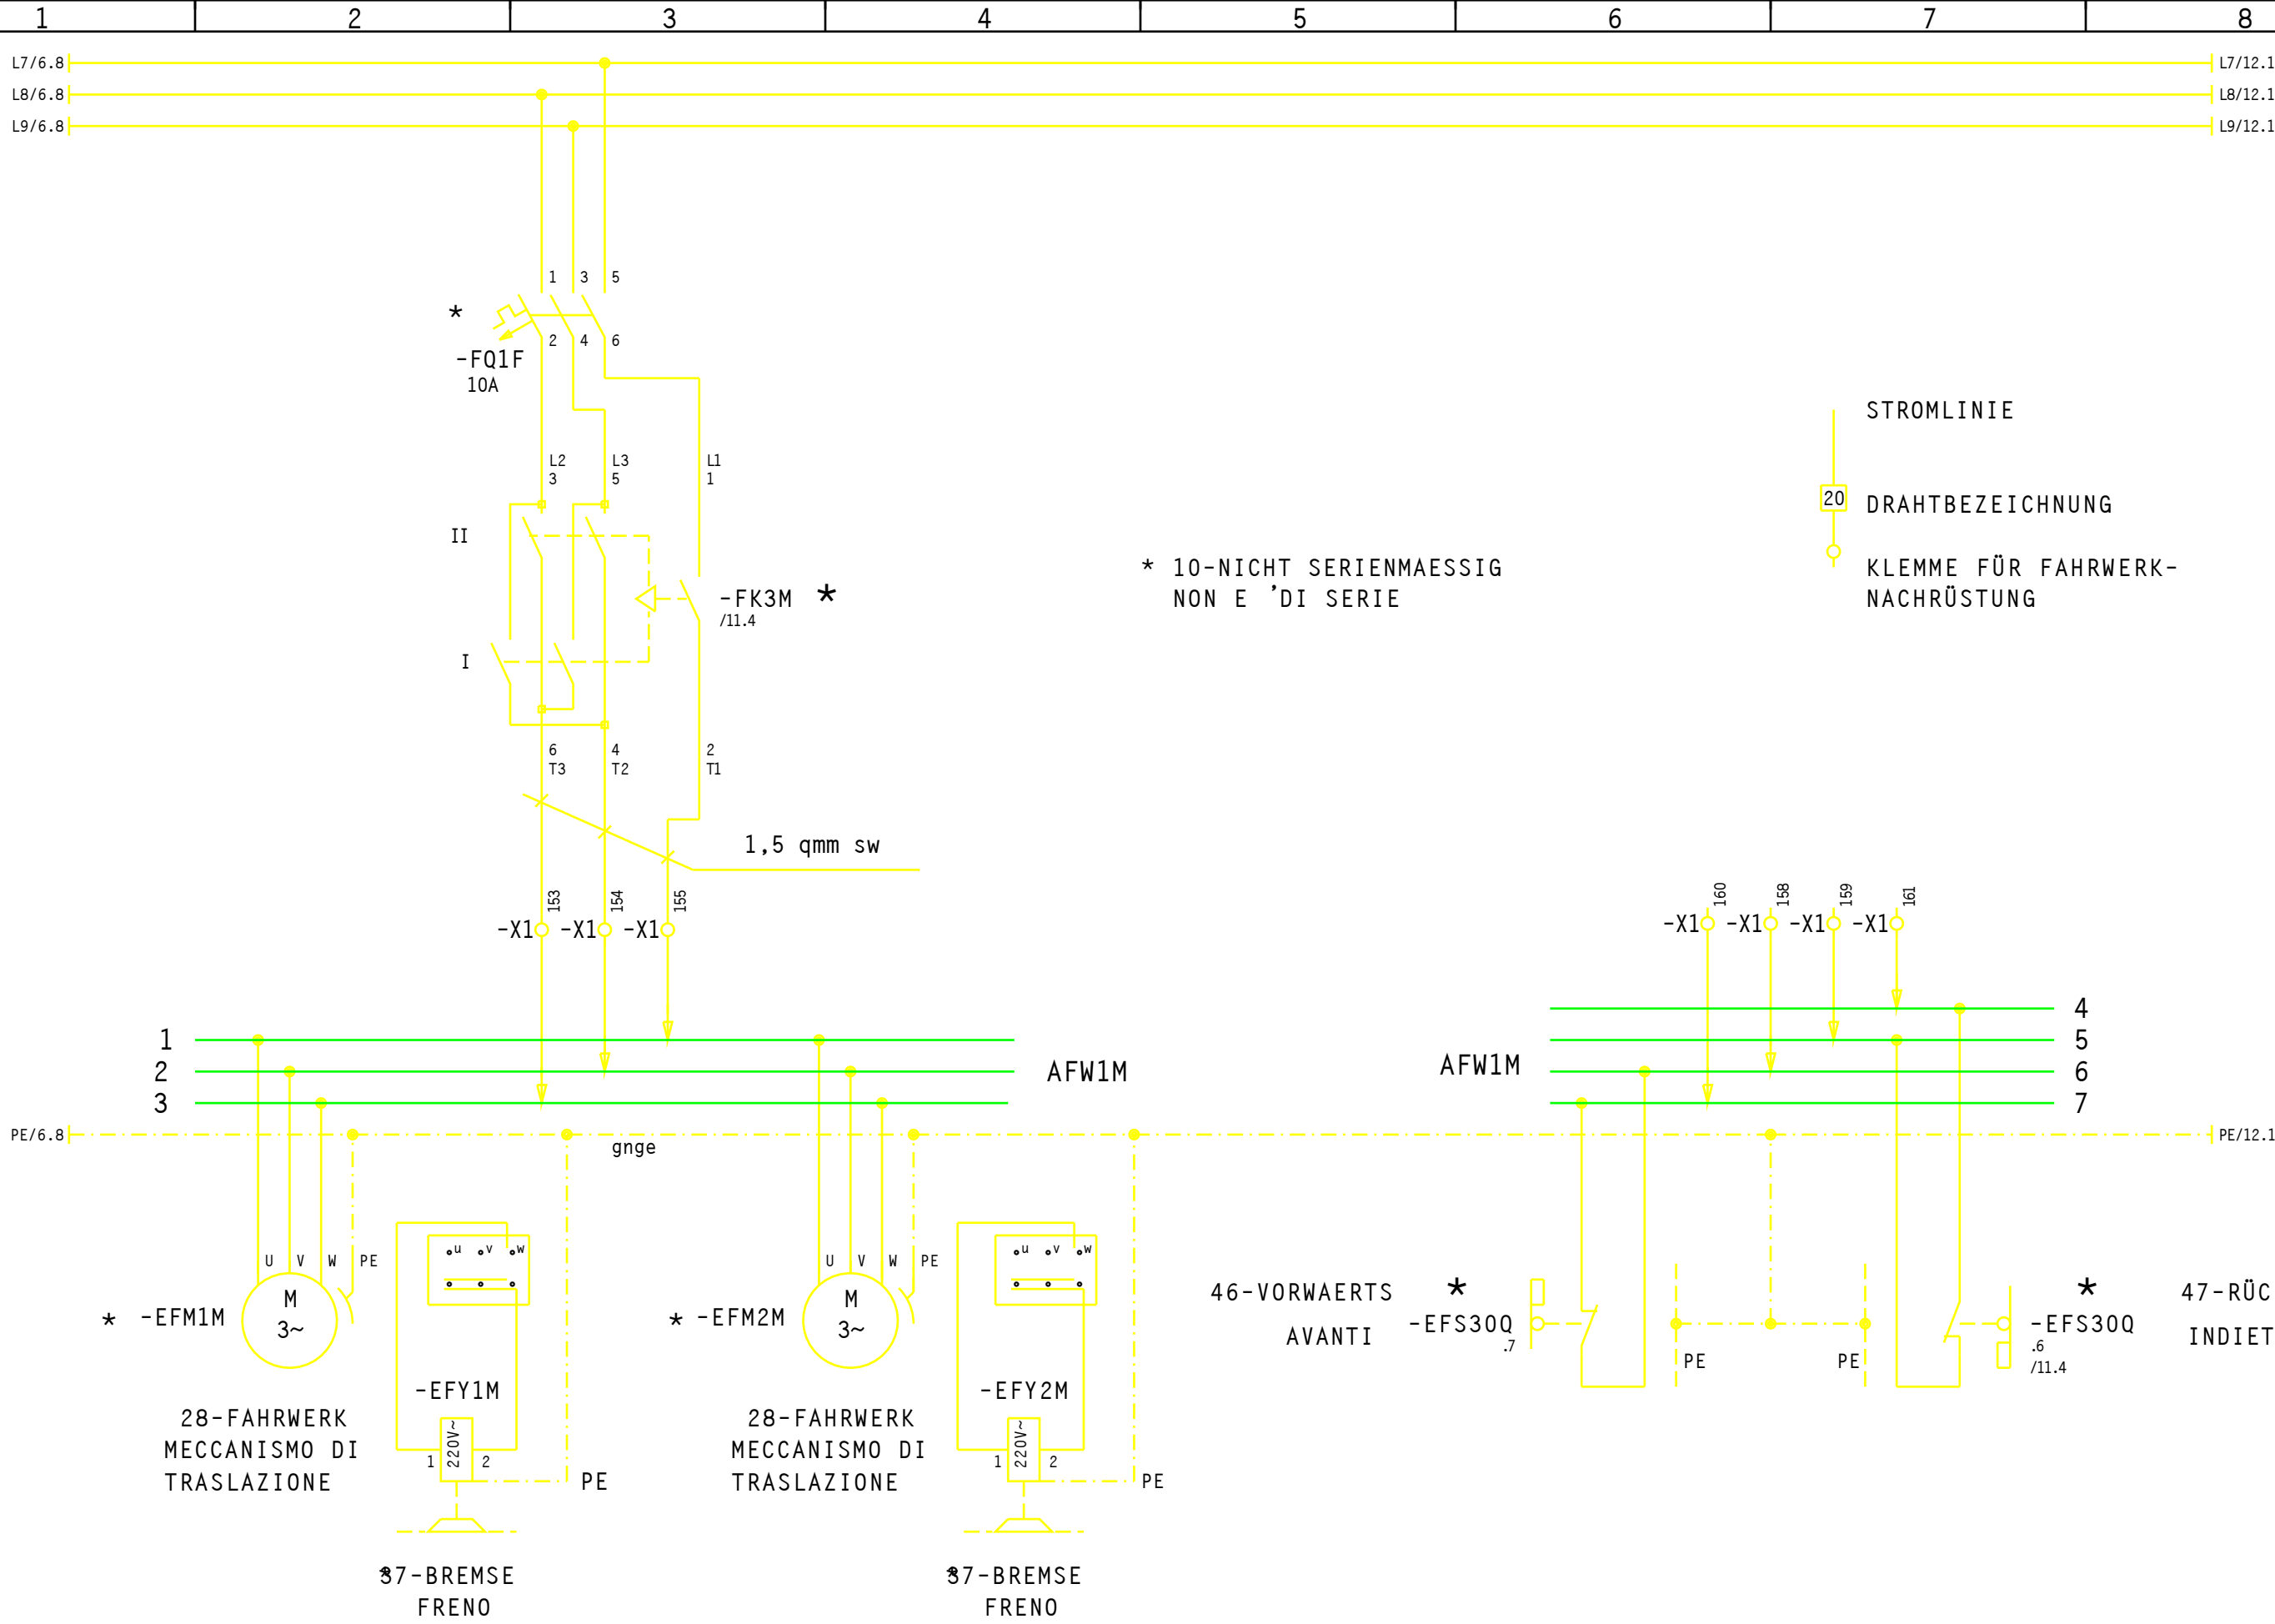 1 2 3 4 5 6 7 8
L7/6.8 L7/12.1
L8/6.8 L8/12.1
L9/6.8 L9/12.1
1 3 5
*
2 4 6
-FQ1F
10A
STROMLINIE
L2 L3 L1
3 5 1
20 DRAHTBEZEICHNUNG
II
* 10-NICHT SERIENMAESSIG
NON E 'DI SERIE
KLEMME FÜR FAHRWERK-
NACHRÜSTUNG
-FK3M *
/11.4
I
6 4 2
T3 T2 T1
1,5 qmm sw
153 154 155
-X1 -X1 -X1
160 158 159 161
-X1 -X1 -X1 -X1
1
2
3
AFW1M
AFW1M
4
5
6
7
PE/6.8 PE/12.1
gnge
U V W PE
u v w
U V W PE
u v w
* -EFM1M
M
3~
* -EFM2M
M
3~
46-VORWAERTS *
AVANTI -EFS30Q
.7
PE PE
*
-EFS30Q
.6
/11.4
47-RÜC
INDIET
-EFY1M
-EFY2M
28-FAHRWERK
MECCANISMO DI
TRASLAZIONE
220V~
1 2
PE
28-FAHRWERK
MECCANISMO DI
TRASLAZIONE
220V~
1 2
PE
*37-BREMSE
FRENO
*37-BREMSE
FRENO